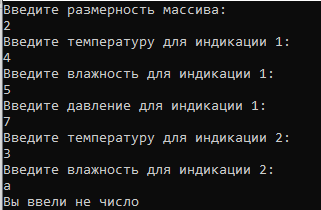 Введите размерность массива:
2
Введите температуру для индикации 1:
4
Введите влажность для индикации 1:
5
Введите давление для индикации 1:
7
Введите температуру для индикации 2:
3
Введите влажность для индикации 2:
а
Вы ввели не число